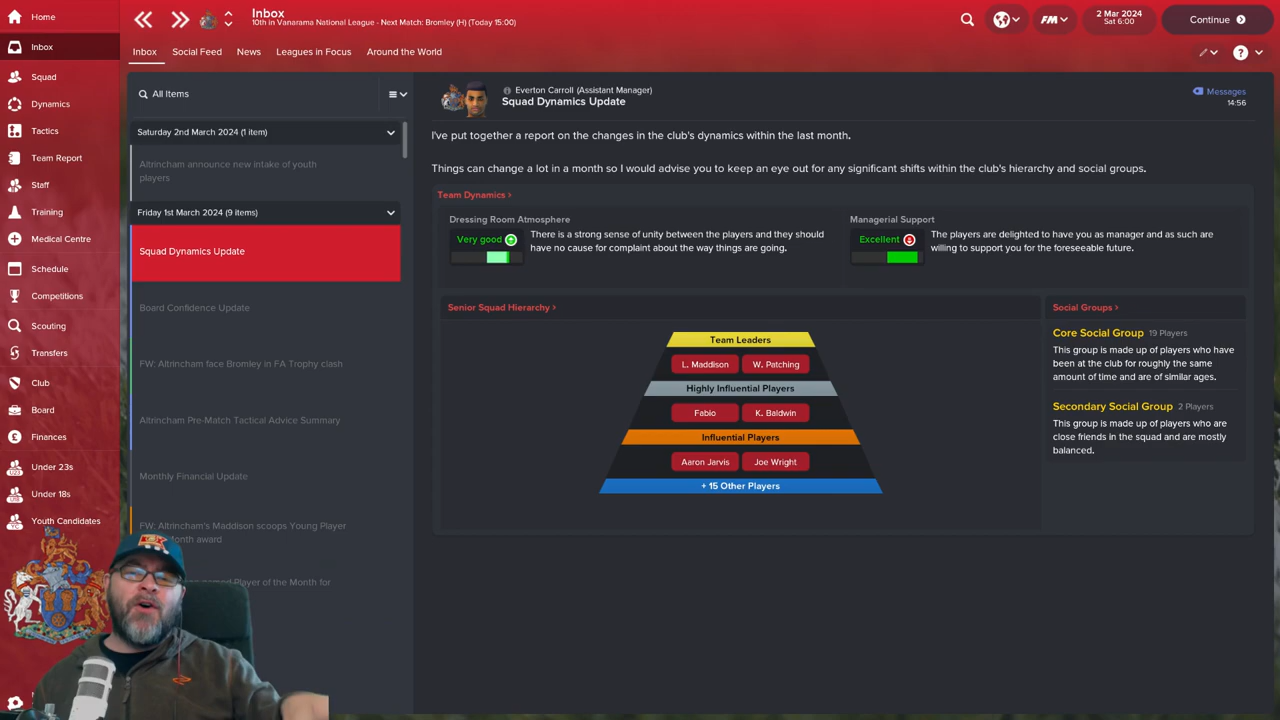 Home
Inbox
Squad
Dynamics
Tactics
Team Report
Staff
Training
Medical Centre
Schedule
Competitions
Scouting
Transfers
Club
Board
Finances
Under 23s
Under 18s
Youth Candidates
Inbox
10th in Vanarama National League - Next Match: Bromley (H) (Today 15:00)
FM
2 Mar 2024
Sat 6:00
Continue
Inbox
Social Feed
News
Leagues in Focus
Around the World
?
All Items
Saturday 2nd March 2024 (1 item)
Altrincham announce new intake of youth
players
Friday 1st March 2024 (9 items)
Squad Dynamics Update
Board Confidence Update
FW: Altrincham face Bromley in FA Trophy clash
Altrincham Pre-Match Tactical Advice Summary
Monthly Financial Update
FW: Altrincham's Maddison scoops Young Player
Month award
named Player of the Month for
Everton Carroll (Assistant Manager)
Squad Dynamics Update
Messages
14:56
I've put together a report on the changes in the club's dynamics within the last month.
Things can change a lot in a month so I would advise you to keep an eye out for any significant shifts within the club's hierarchy and social groups.
Team Dynamics >
Dressing Room Atmosphere
Very good
There is a strong sense of unity between the players and they should
have no cause for complaint about the way things are going.
Managerial Support
Excellent
The players are delighted to have you as manager and as such are
willing to support you for the foreseeable future.
Senior Squad Hierarchy >
Team Leaders
L. Maddison
W. Patching
Highly Influential Players
Fabio
K. Baldwin
Influential Players
Aaron Jarvis
Joe Wright
+ 15 Other Players
Social Groups >
Core Social Group 19 Players
This group is made up of players who have
been at the club for roughly the same
amount of time and are of similar ages.
Secondary Social Group 2 Players
This group is made up of players who are
close friends in the squad and are mostly
balanced.